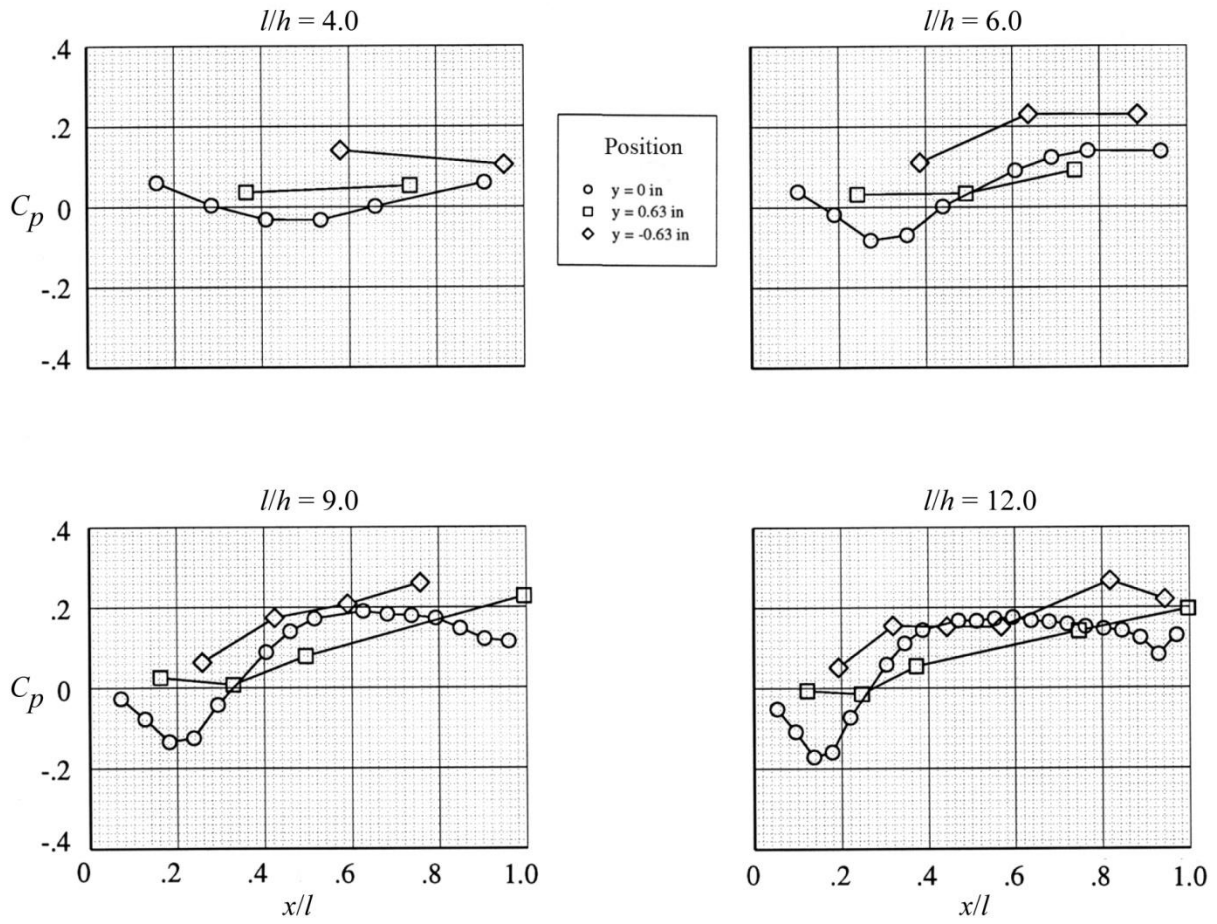 l/h = 4.0
l/h = 6.0
.4
.2
0
-.2
-.4
Cp
Position
y = 0 in
y = 0.63 in
y = -0.63 in
l/h = 9.0
l/h = 12.0
.4
.2
0
-.2
-.4
Cp
0 .2 .4 .6 .8 1.0
x/l
0 .2 .4 .6 .8 1.0
x/l